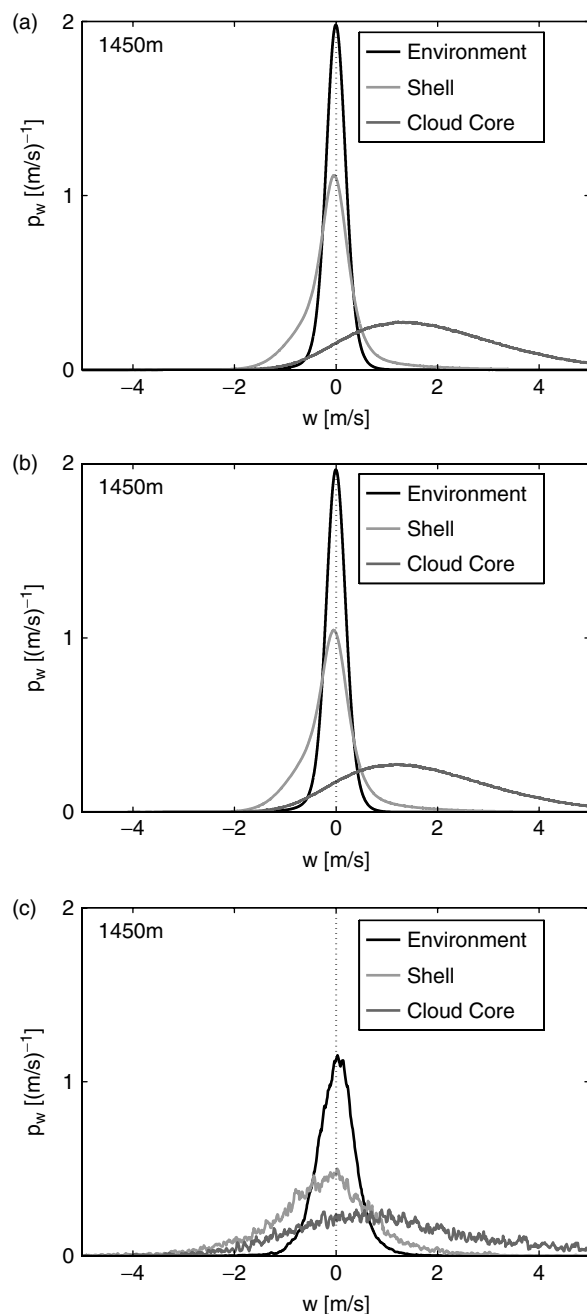 (a)
2
1450m
Environment
Shell
Cloud Core
1
0
p_w [(m/s)⁻¹]
−4 −2 0 2 4
w [m/s]
(b)
2
1450m
Environment
Shell
Cloud Core
1
0
p_w [(m/s)⁻¹]
−4 −2 0 2 4
w [m/s]
(c)
2
1450m
Environment
Shell
Cloud Core
1
0
p_w [(m/s)⁻¹]
−4 −2 0 2 4
w [m/s]